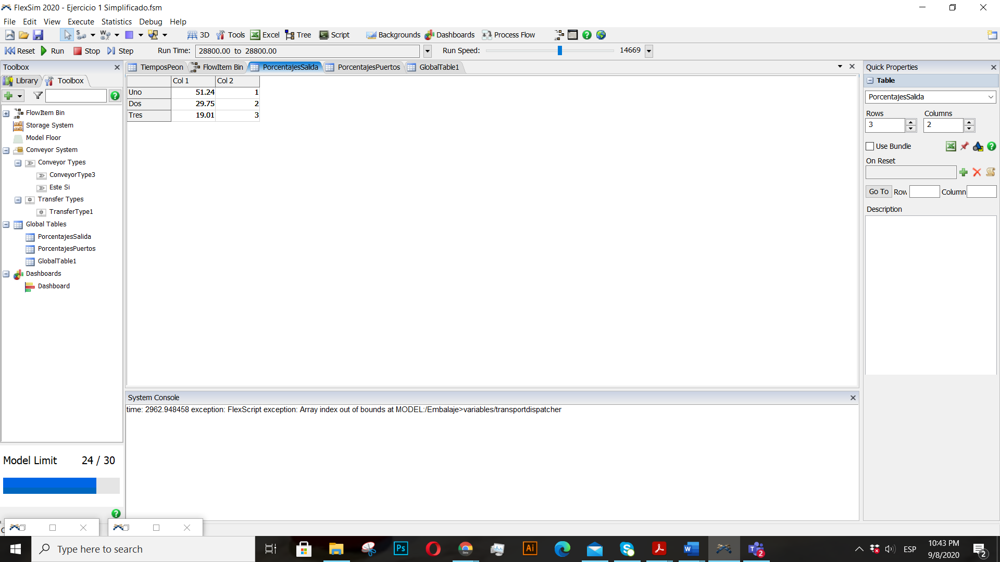 FlexSim 2020 - Ejercicio 1 Simplificado.fsm
File Edit View Execute Statistics Debug Help
3D Tools Excel Tree Script Backgrounds Dashboards Process Flow
Reset Run Stop Step Run Time: 28800.00 to 28800.00 Run Speed: 14669
Toolbox
Library Toolbox
FlowItem Bin
Storage System
Model Floor
Conveyor System
Conveyor Types
ConveyorType3
Este Si
Transfer Types
TransferType1
Global Tables
PorcentajesSalida
PorcentajesPuertos
GlobalTable1
Dashboards
Dashboard
Model Limit 24 / 30
TiemposPeon FlowItem Bin PorcentajesSalida PorcentajesPuertos GlobalTable1
Col 1 Col 2
Uno 51.24 1
Dos 29.75 2
Tres 19.01 3
System Console
time: 2962.948458 exception: FlexScript exception: Array index out of bounds at MODEL:/Embalaje>variables/transportdispatcher
Quick Properties
Table
PorcentajesSalida
Rows Columns
3 2
Use Bundle
On Reset
Go To Row Column
Description
Type here to search
Ps
Ai
2
ESP
10:43 PM
9/8/2020
2